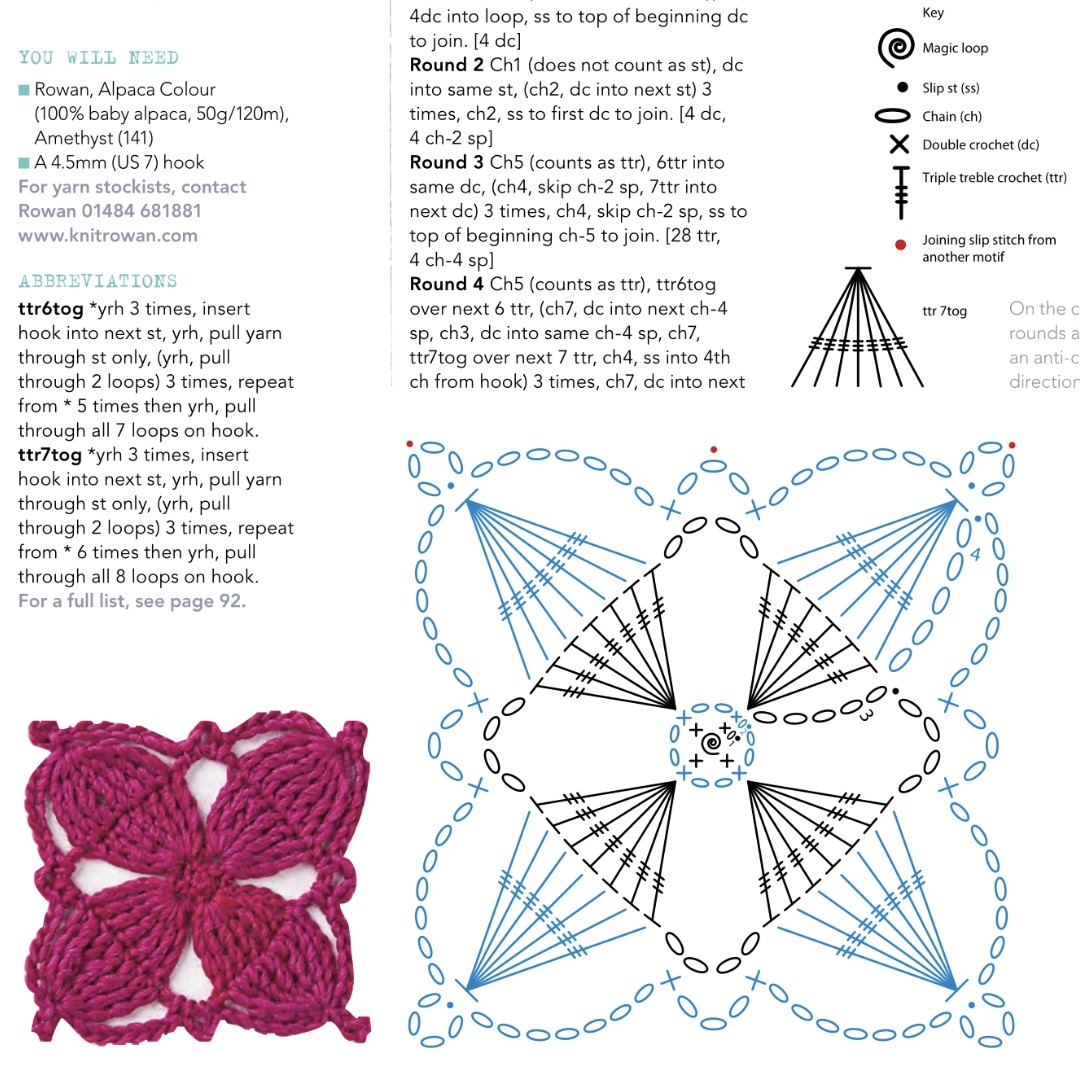 YOU WILL NEED
Rowan, Alpaca Colour
(100% baby alpaca, 50g/120m),
Amethyst (141)
A 4.5mm (US 7) hook
For yarn stockists, contact
Rowan 01484 681881
www.knitrowan.com
ABBREVIATIONS
ttr6tog *yrh 3 times, insert
hook into next st, yrh, pull yarn
through st only, (yrh, pull
through 2 loops) 3 times, repeat
from * 5 times then yrh, pull
through all 7 loops on hook.
ttr7tog *yrh 3 times, insert
hook into next st, yrh, pull yarn
through st only, (yrh, pull
through 2 loops) 3 times, repeat
from * 6 times then yrh, pull
through all 8 loops on hook.
For a full list, see page 92.
4dc into loop, ss to top of beginning dc
to join. [4 dc]
Round 2 Ch1 (does not count as st), dc
into same st, (ch2, dc into next st) 3
times, ch2, ss to first dc to join. [4 dc,
4 ch-2 sp]
Round 3 Ch5 (counts as ttr), 6ttr into
same dc, (ch4, skip ch-2 sp, 7ttr into
next dc) 3 times, ch4, skip ch-2 sp, ss to
top of beginning ch-5 to join. [28 ttr,
4 ch-4 sp]
Round 4 Ch5 (counts as ttr), ttr6tog
over next 6 ttr, (ch7, dc into next ch-4
sp, ch3, dc into same ch-4 sp, ch7,
ttr7tog over next 7 ttr, ch4, ss into 4th
ch from hook) 3 times, ch7, dc into next
Key
Magic loop
Slip st (ss)
Chain (ch)
Double crochet (dc)
Triple treble crochet (ttr)
Joining slip stitch from
another motif
ttr 7tog
On the c
rounds a
an anti-c
direction
4
3
2
1